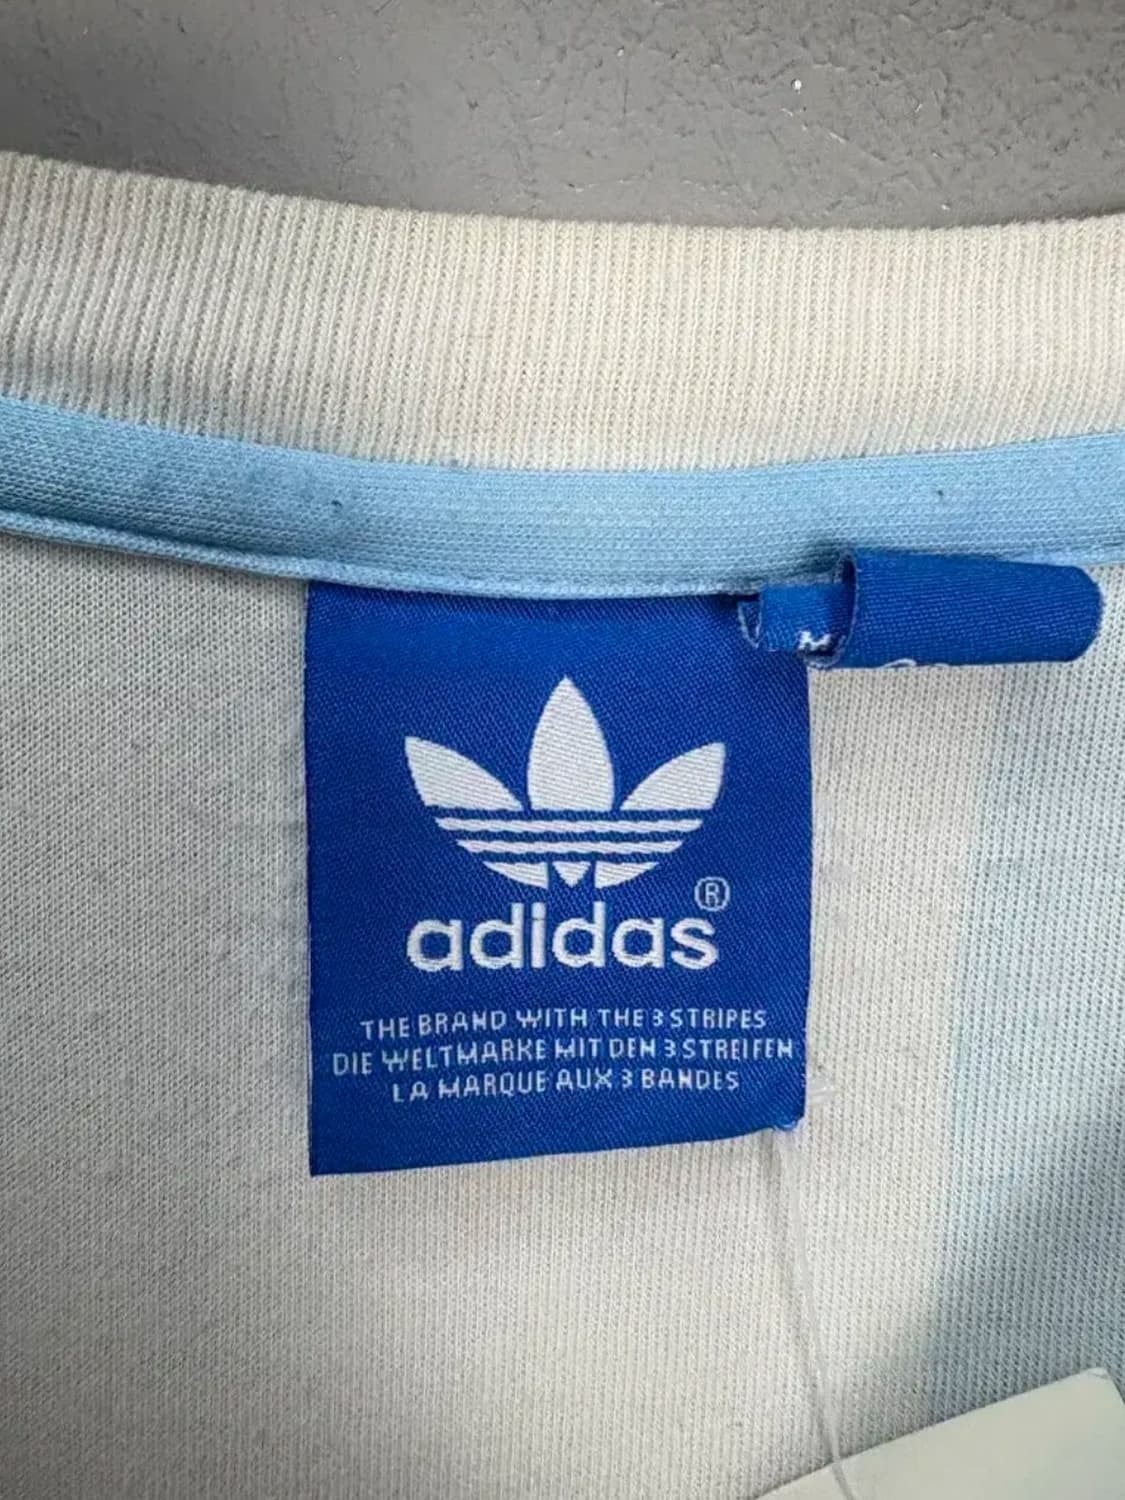 M
adidas®
THE BRAND WITH THE 3 STRIPES
DIE WELTMARKE MIT DEN 3 STREIFEN
LA MARQUE AUX 3 BANDES